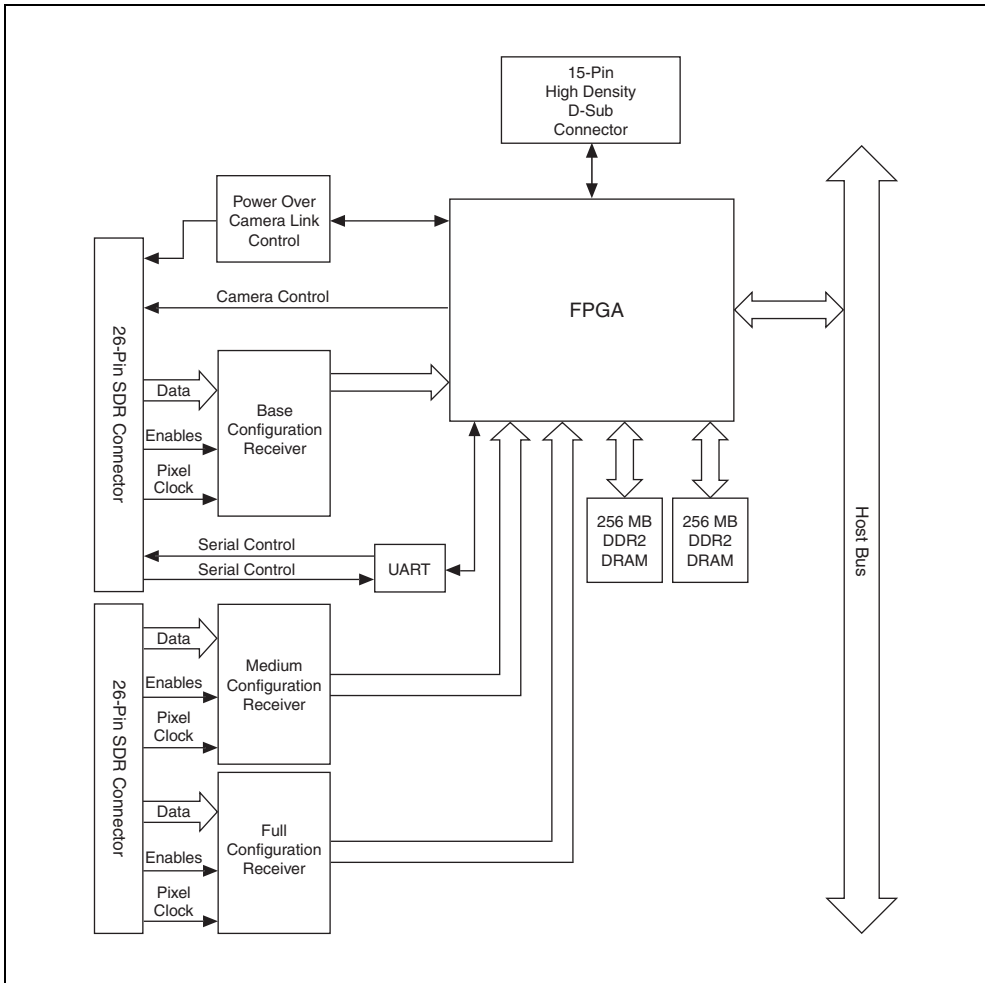 15-Pin
High Density
D-Sub
Connector
Power Over
Camera Link
Control
FPGA
Camera Control
26-Pin SDR Connector
Data
Enables
Pixel
Clock
Base
Configuration
Receiver
256 MB
DDR2
DRAM
256 MB
DDR2
DRAM
Host Bus
Serial Control
Serial Control
UART
26-Pin SDR Connector
Data
Enables
Pixel
Clock
Medium
Configuration
Receiver
Data
Enables
Pixel
Clock
Full
Configuration
Receiver